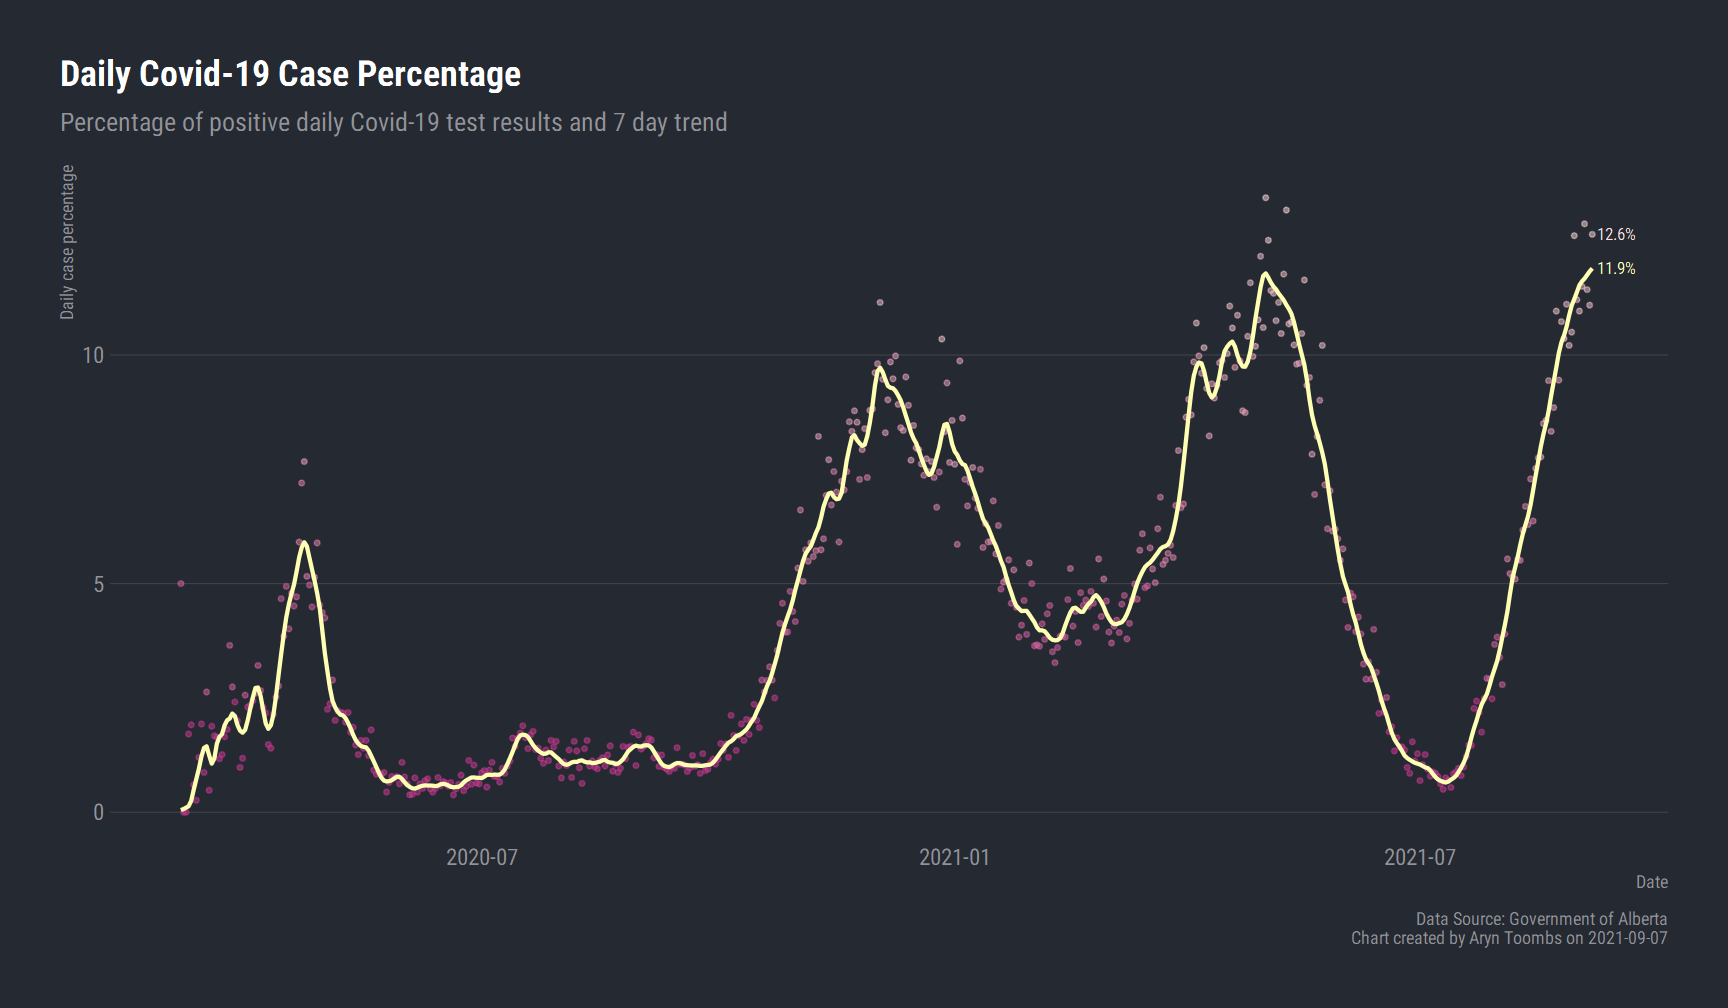 Daily Covid-19 Case Percentage
Percentage of positive daily Covid-19 test results and 7 day trend
Daily case percentage
12.6%
11.9%
10
5
0
2020-07
2021-01
2021-07
Date
Data Source: Government of Alberta
Chart created by Aryn Toombs on 2021-09-07